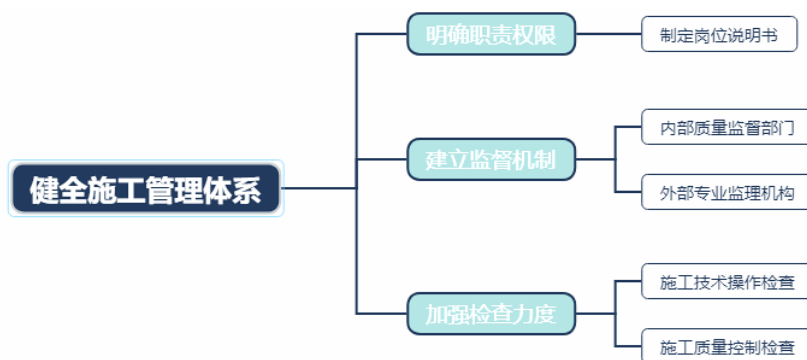 健全施工管理体系
明确职责权限
制定岗位说明书
建立监督机制
内部质量监督部门
外部专业监理机构
加强检查力度
施工技术操作检查
施工质量控制检查